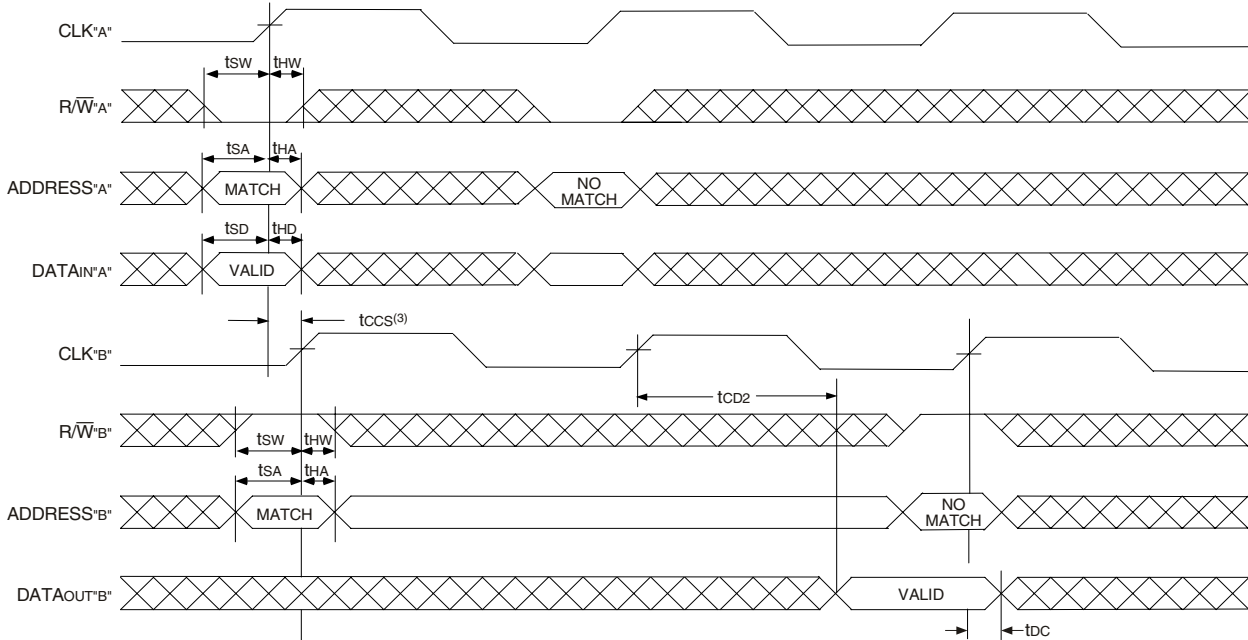 CLK"A"
tSW tHW
R/W̅"A"
tSA tHA
ADDRESS"A" MATCH NO MATCH
tSD tHD
DATAIN"A" VALID
tCCS(3)
CLK"B"
tCD2
R/W̅"B"
tSW tHW
tSA tHA
ADDRESS"B" MATCH NO MATCH
DATAOUT"B" VALID
tDC